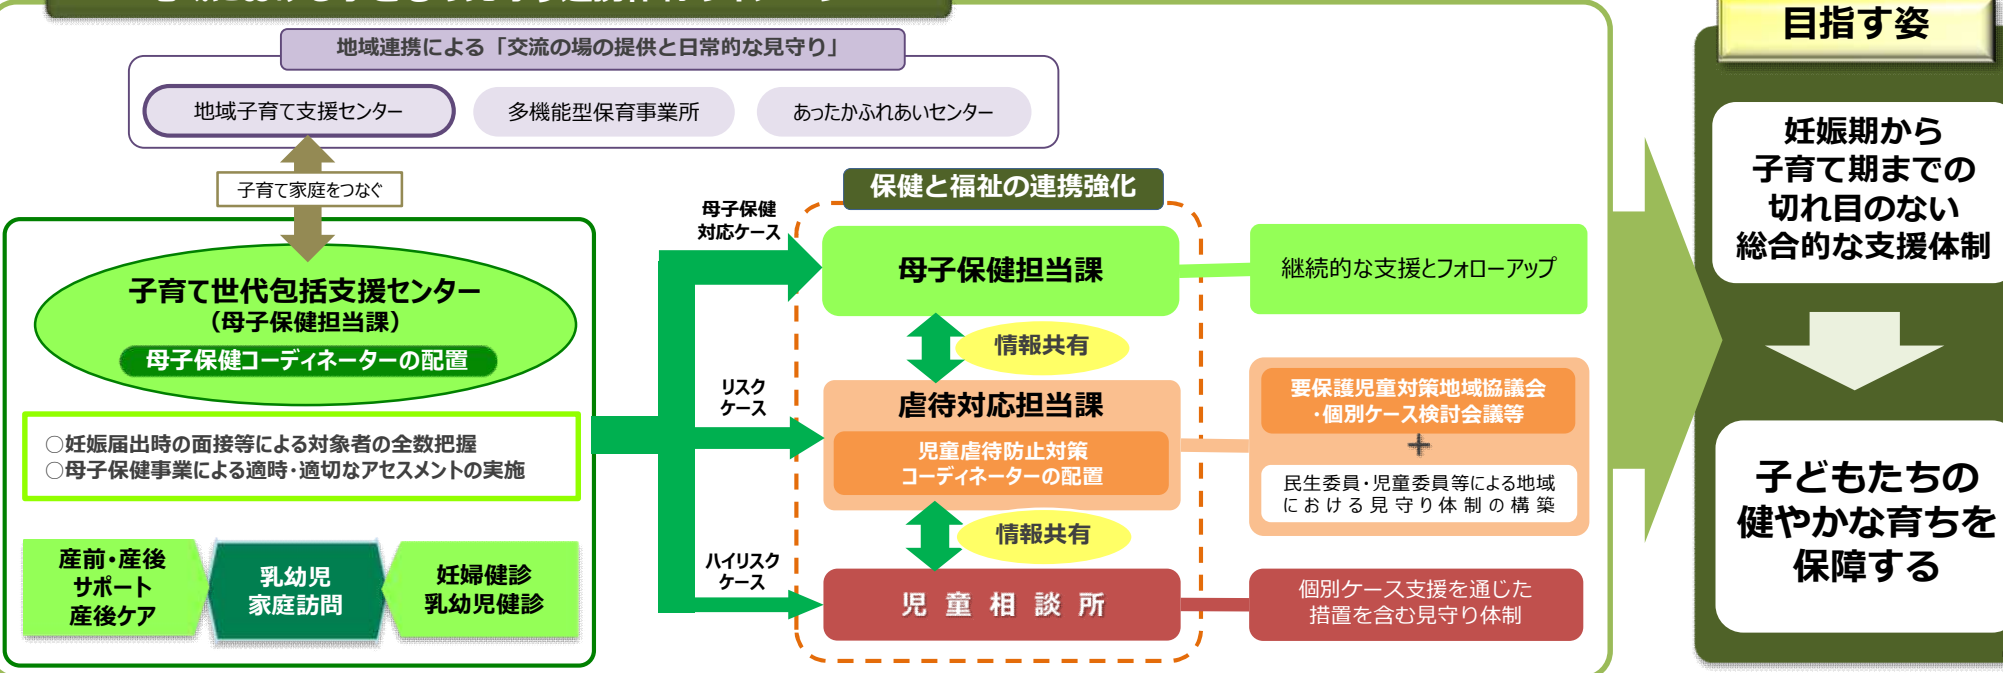 地域連携による「交流の場の提供と日常的な見守り」
地域子育て支援センター
多機能型保育事業所
あったかふれあいセンター
子育て家庭をつなぐ
子育て世代包括支援センター
（母子保健担当課）
母子保健コーディネーターの配置
○妊娠届出時の面接等による対象者の全数把握
○母子保健事業による適時・適切なアセスメントの実施
産前・産後
サポート
産後ケア
乳幼児
家庭訪問
妊婦健診
乳幼児健診
母子保健
対応ケース
リスク
ケース
ハイリスク
ケース
保健と福祉の連携強化
母子保健担当課
情報共有
虐待対応担当課
児童虐待防止対策
コーディネーターの配置
情報共有
児童相談所
継続的な支援とフォローアップ
要保護児童対策地域協議会
・個別ケース検討会議等
＋
民生委員・児童委員等による地域
における見守り体制の構築
個別ケース支援を通じた
措置を含む見守り体制
目指す姿
妊娠期から
子育て期までの
切れ目のない
総合的な支援体制
子どもたちの
健やかな育ちを
保障する